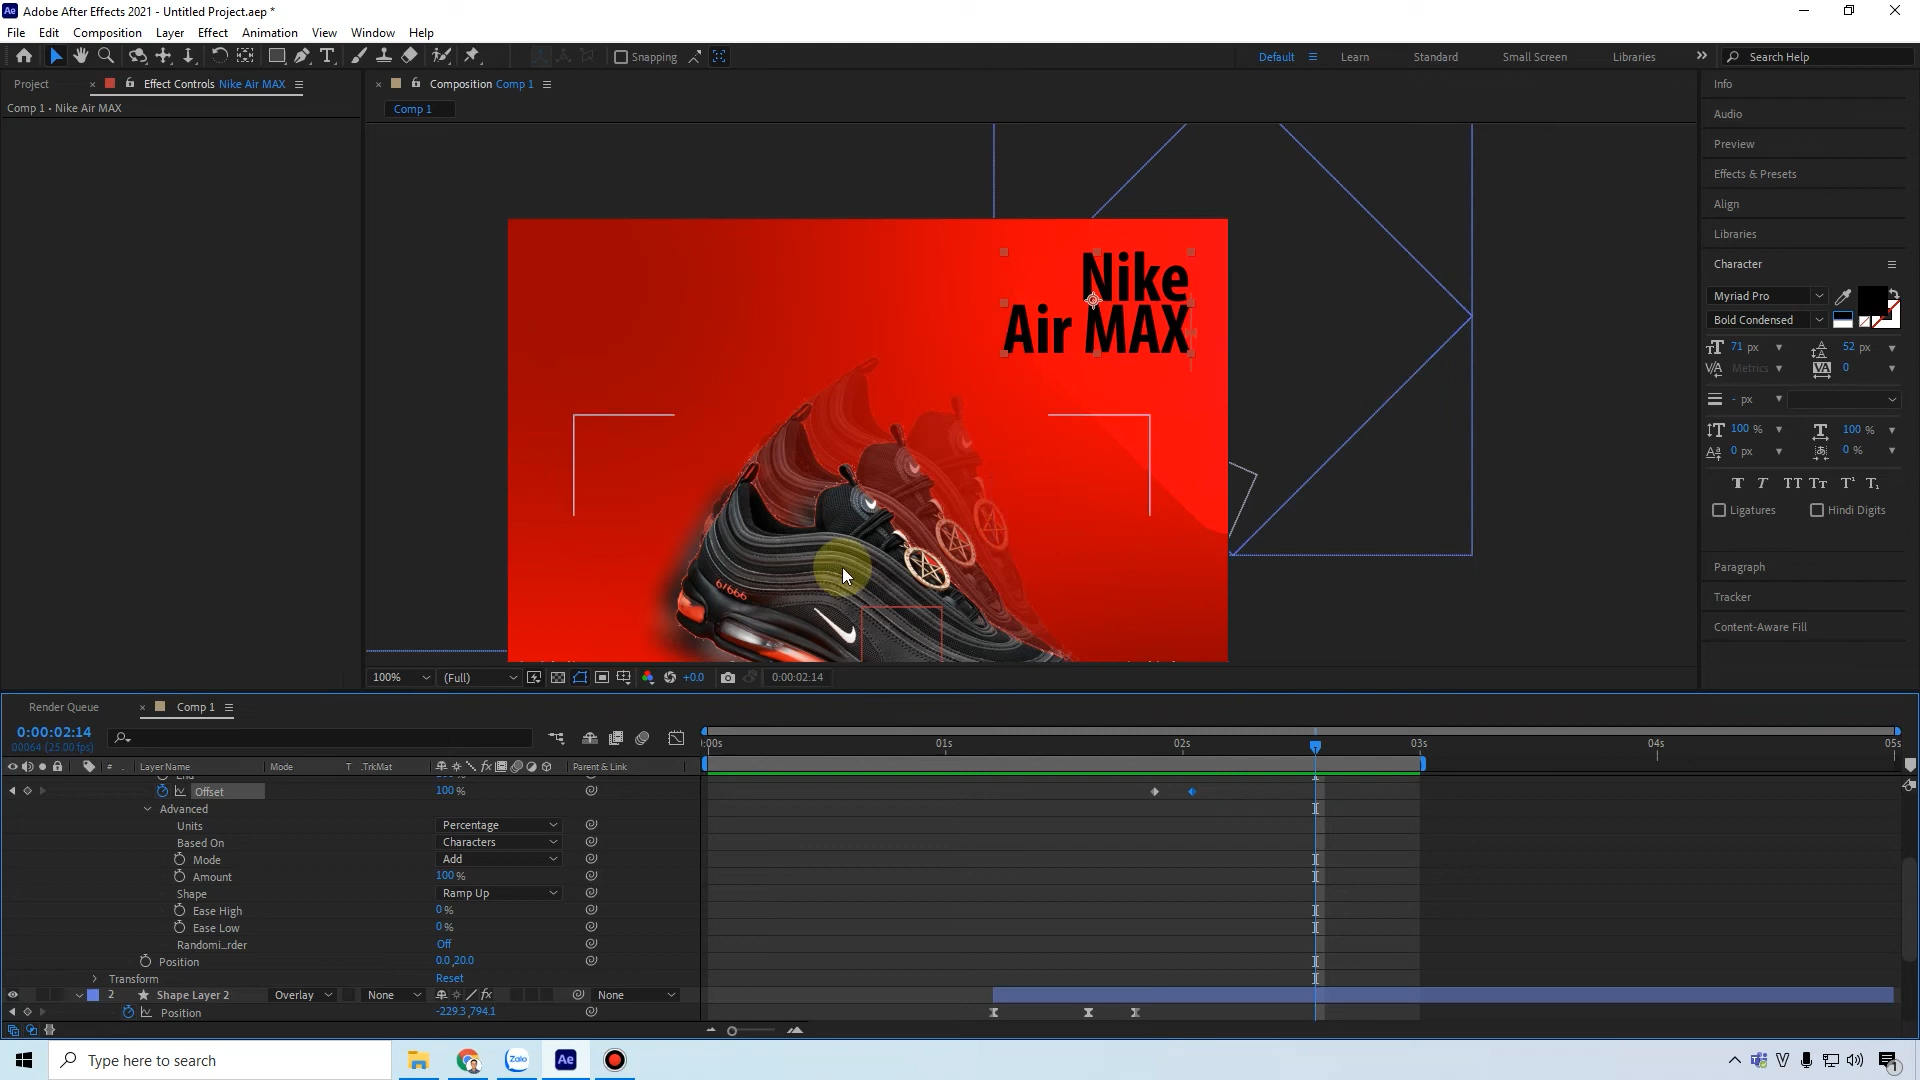 Adobe After Effects 2021 - Untitled Project.aep *
File Edit Composition Layer Effect Animation View Window Help
Snapping
Default Learn Standard Small Screen Libraries
Search Help
Project
Effect Controls Nike Air MAX
Composition Comp 1
Comp 1 • Nike Air MAX
Comp 1
Info
Audio
Preview
Effects & Presets
Align
Libraries
Character
Myriad Pro
Bold Condensed
71 px
52 px
Metrics
0
- px
100 %
100 %
0 px
0 %
Ligatures
Hindi Digits
Paragraph
Tracker
Content-Aware Fill
Nike
Air MAX
6/666
100%
(Full)
+0.0
0:00:02:14
Render Queue
Comp 1
0:00:02:14
00064 (25.00 fps)
:00s 01s 02s 03s 04s 05s
# Layer Name Mode T .TrkMat Parent & Link
Offset 100 %
Advanced
Units Percentage
Based On Characters
Mode Add
Amount 100 %
Shape Ramp Up
Ease High 0 %
Ease Low 0 %
Randomi...rder Off
Position 0.0,20.0
Transform Reset
2 Shape Layer 2 Overlay None None
Position -229.3,794.1
Type here to search
Zalo
Ae
1